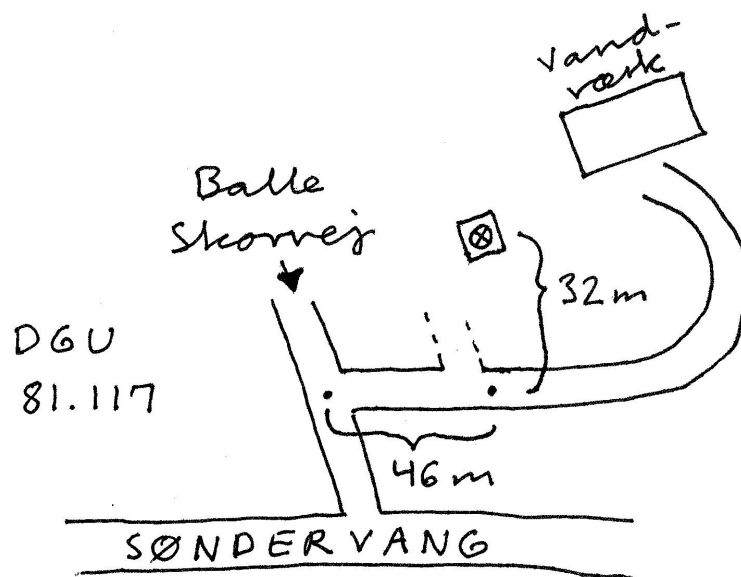 vand-
værk
Balle
Skovvej
32m
DGU
81.117
46m
SØNDERVANG